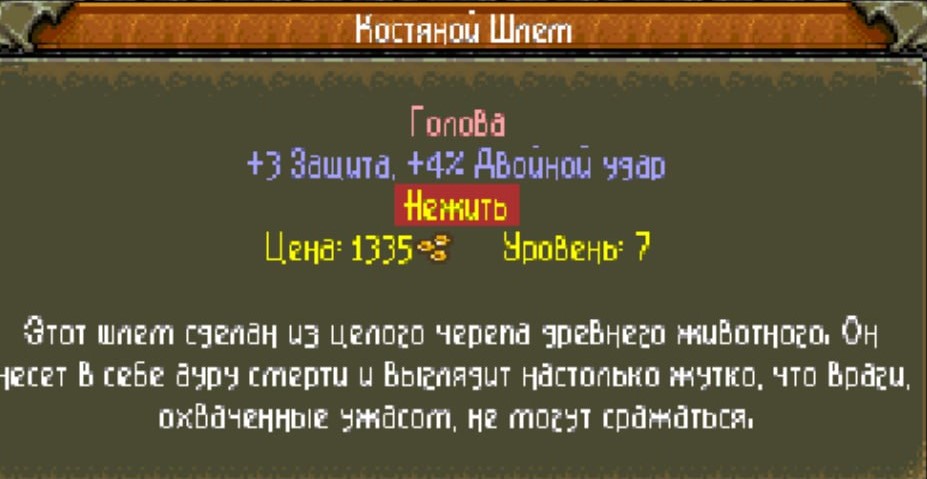 Костяной Шлем
Голова
+3 Защита, +4% Двойной удар
Нежить
Цена: 1335 Уровень: 7
Этот шлем сделан из целого черепа древнего животного. Он
несет в себе ауру смерти и выглядит настолько жутко, что враги,
охваченные ужасом, не могут сражаться.